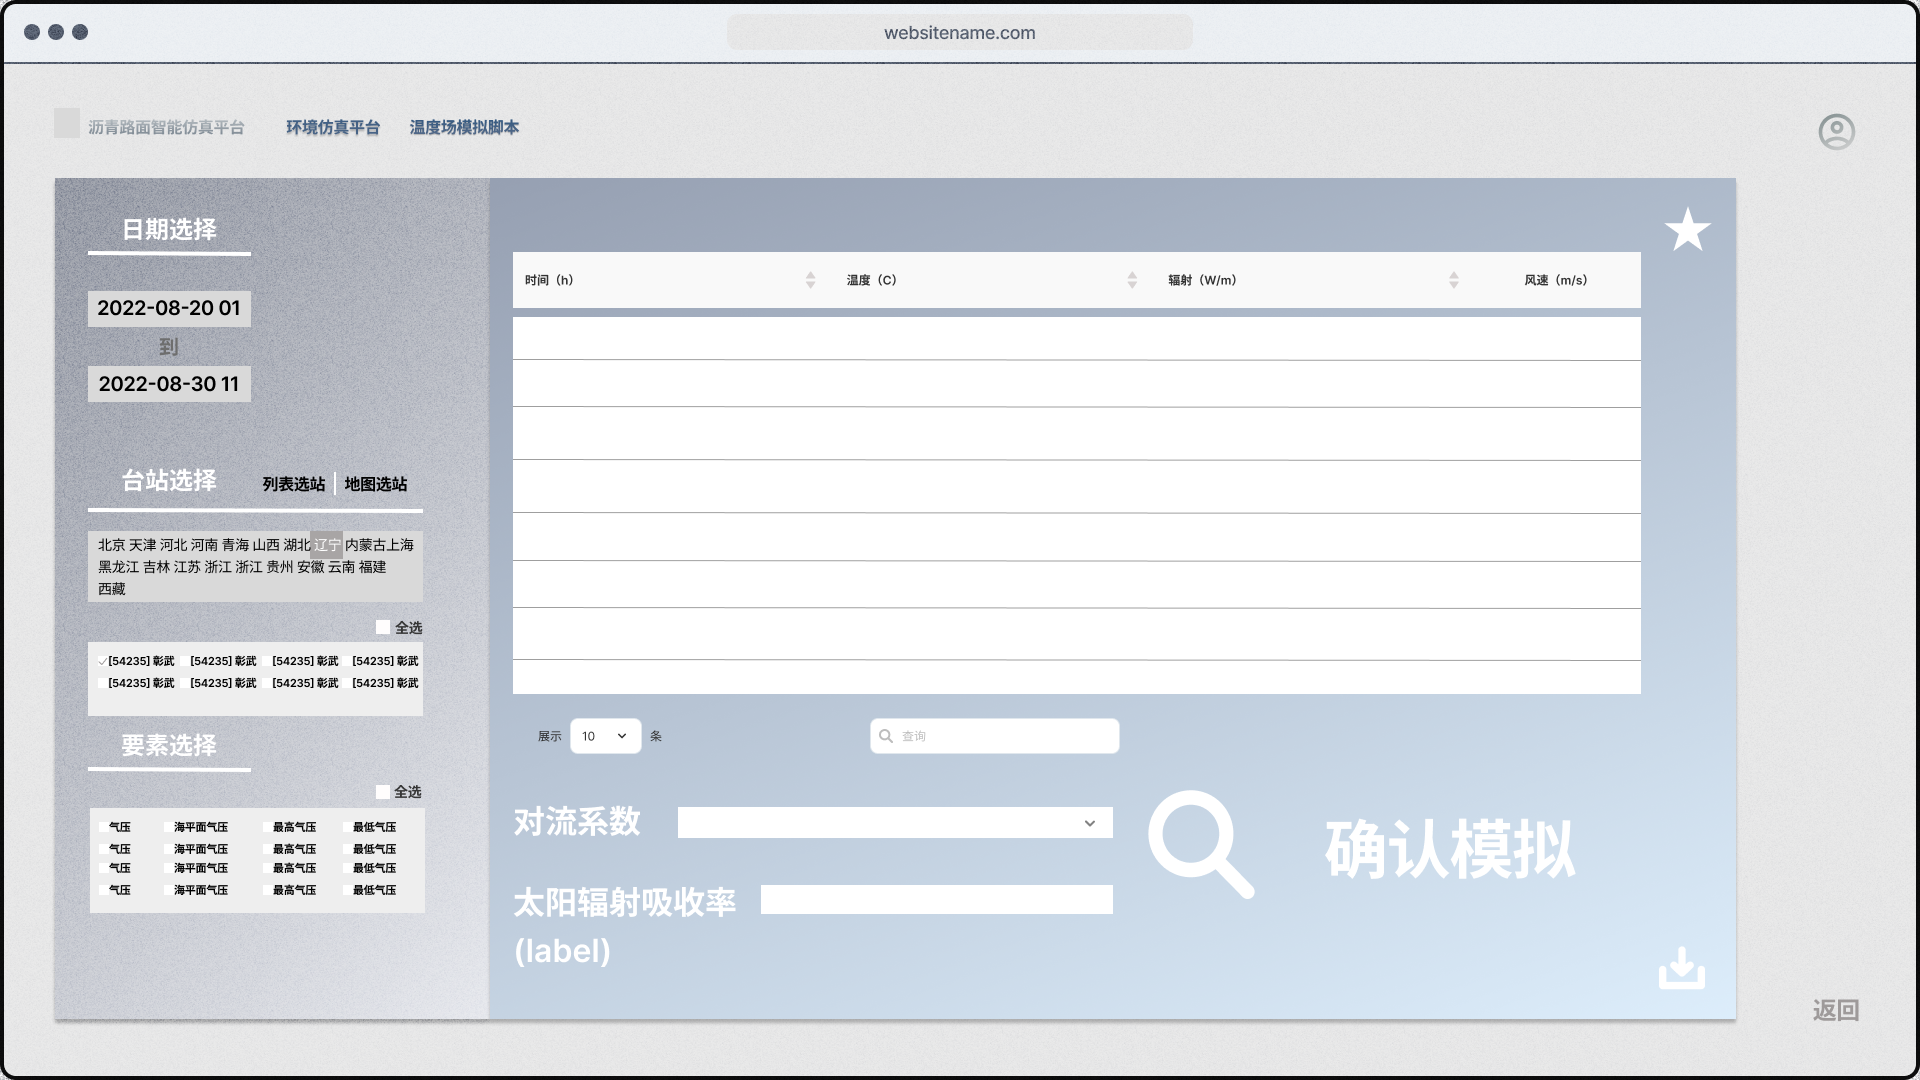 websitename.com
沥青路面智能仿真平台 环境仿真平台 温度场模拟脚本
日期选择
2022-08-20 01
到
2022-08-30 11
台站选择 列表选站 地图选站
北京 天津 河北 河南 青海 山西 湖北 辽宁 内蒙古上海
黑龙江 吉林 江苏 浙江 浙江 贵州 安徽 云南 福建
西藏
全选
[54235] 彰武 [54235] 彰武 [54235] 彰武 [54235] 彰武
[54235] 彰武 [54235] 彰武 [54235] 彰武 [54235] 彰武
要素选择
全选
气压 海平面气压 最高气压 最低气压
气压 海平面气压 最高气压 最低气压
气压 海平面气压 最高气压 最低气压
气压 海平面气压 最高气压 最低气压
时间（h） 温度（C） 辐射（W/m） 风速（m/s）
展示 10 条 查询
对流系数
太阳辐射吸收率
(label)
确认模拟
返回